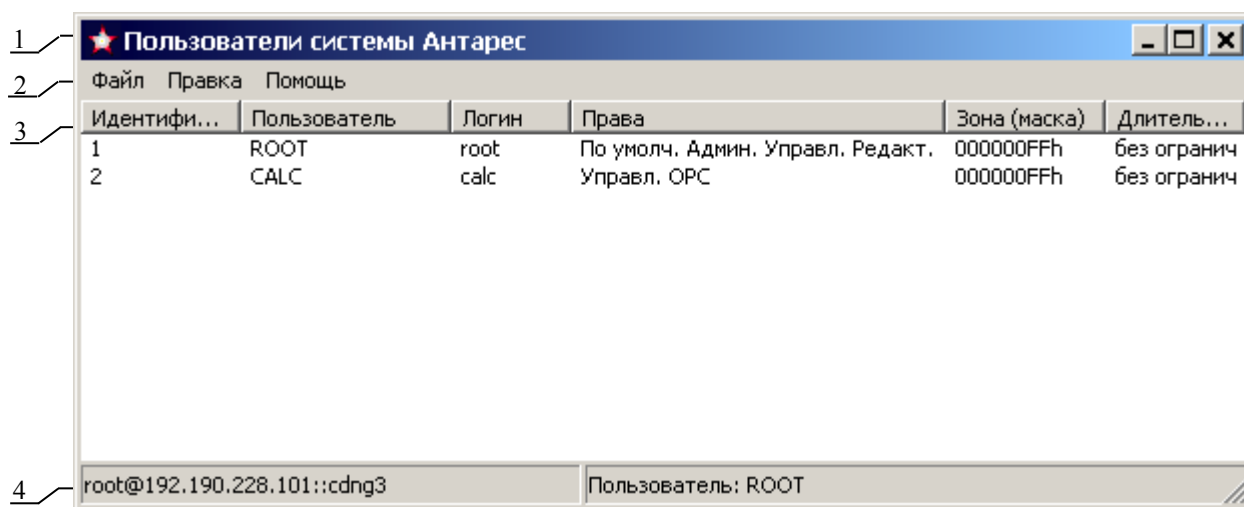 1 Пользователи системы Антарес
2 Файл Правка Помощь
3 Идентифи... Пользователь Логин Права Зона (маска) Длитель...
1 ROOT root По умолч. Админ. Управл. Редакт. 000000FFh без огранич
2 CALC calc Управл. OPC 000000FFh без огранич
4 root@192.190.228.101::cdng3 Пользователь: ROOT